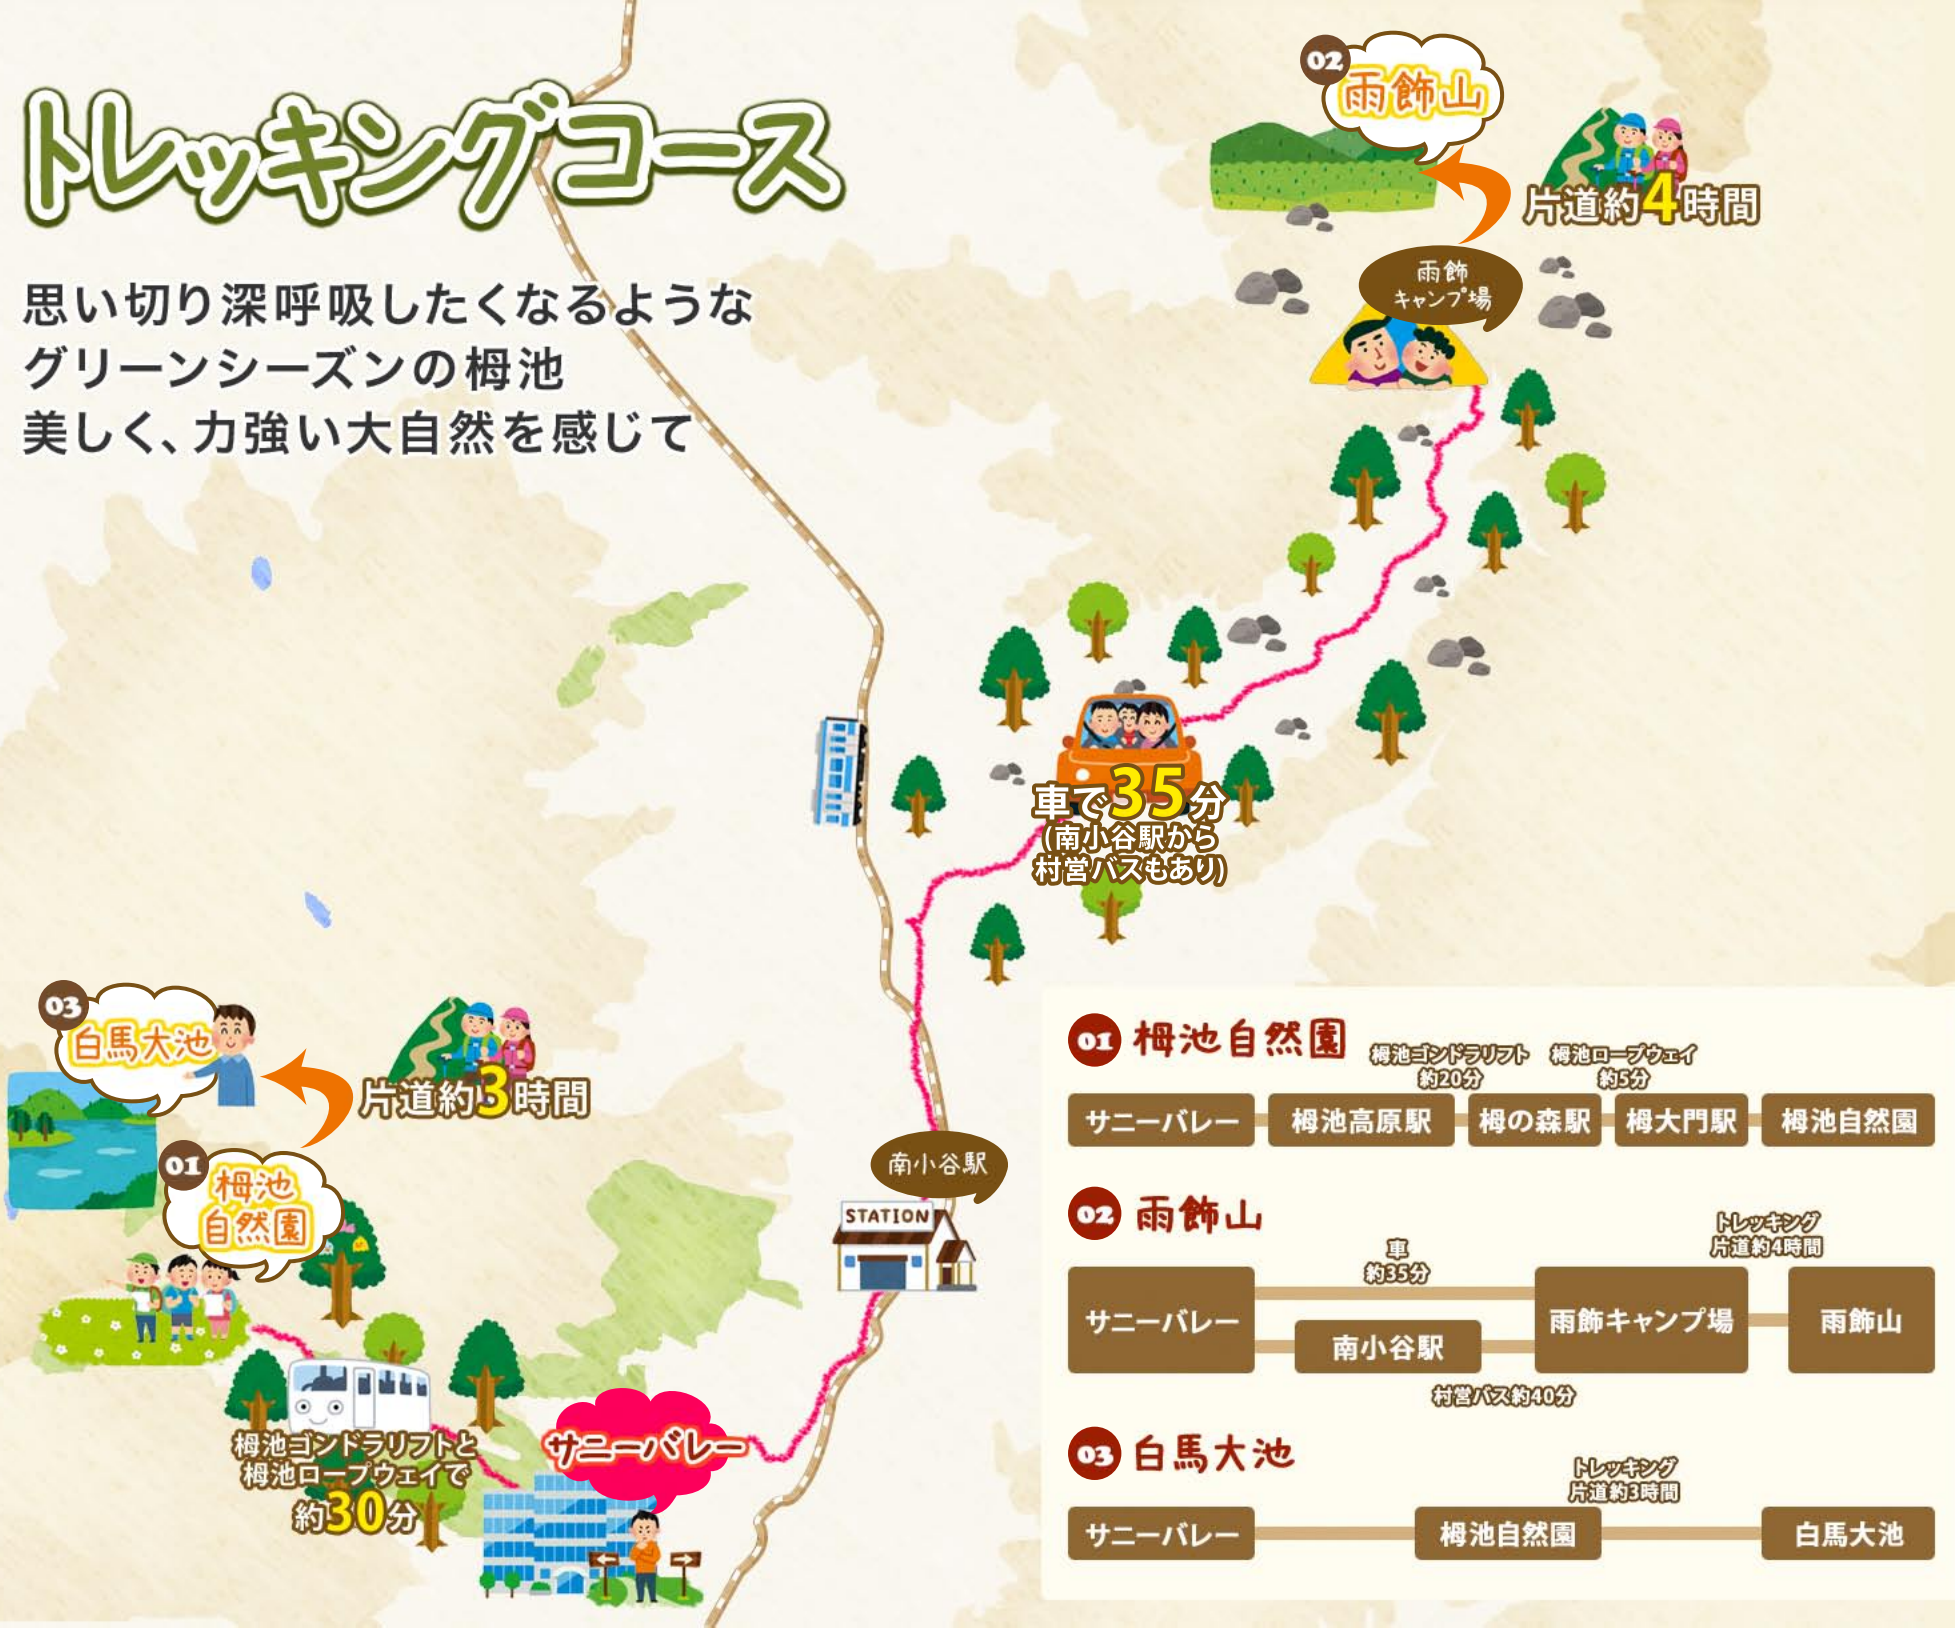 トレッキングコース
思い切り深呼吸したくなるような
グリーンシーズンの栂池
美しく、力強い大自然を感じて
02
雨飾山
片道約4時間
雨飾
キャンプ場
車で35分
(南小谷駅から
村営バスもあり)
03
白馬大池
片道約3時間
01
栂池
自然園
南小谷駅
STATION
栂池ゴンドラリフトと
栂池ロープウェイで
約30分
サニーバレー
01 栂池自然園
栂池ゴンドラリフト
約20分
栂池ロープウェイ
約5分
サニーバレー 栂池高原駅 栂の森駅 栂大門駅 栂池自然園
02 雨飾山
車
約35分
トレッキング
片道約4時間
サニーバレー 南小谷駅 雨飾キャンプ場 雨飾山
村営バス約40分
03 白馬大池
トレッキング
片道約3時間
サニーバレー 栂池自然園 白馬大池